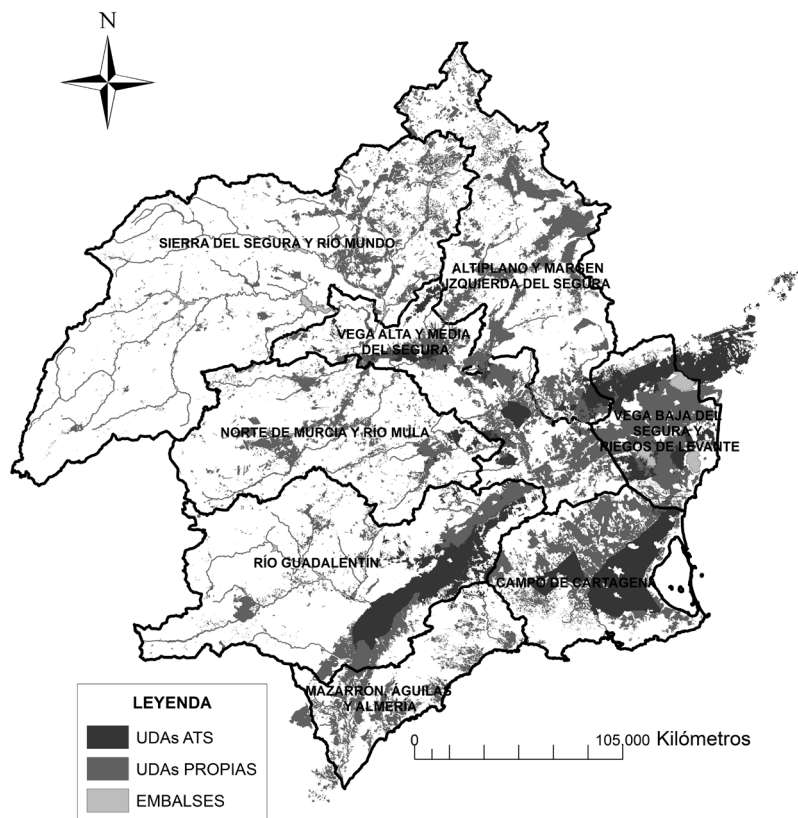 N
SIERRA DEL SEGURA Y RÍO MUNDO
ALTIPLANO Y MARGEN
IZQUIERDA DEL SEGURA
VEGA ALTA Y MEDIA
DEL SEGURA
VEGA BAJA DEL
SEGURA Y
RIEGOS DE LEVANTE
NORTE DE MURCIA Y RÍO MULA
RÍO GUADALENTÍN
CAMPO DE CARTAGENA
MAZARRÓN, ÁGUILAS
Y ALMERÍA
LEYENDA
UDAs ATS
UDAs PROPIAS
EMBALSES
0
105,000 Kilómetros